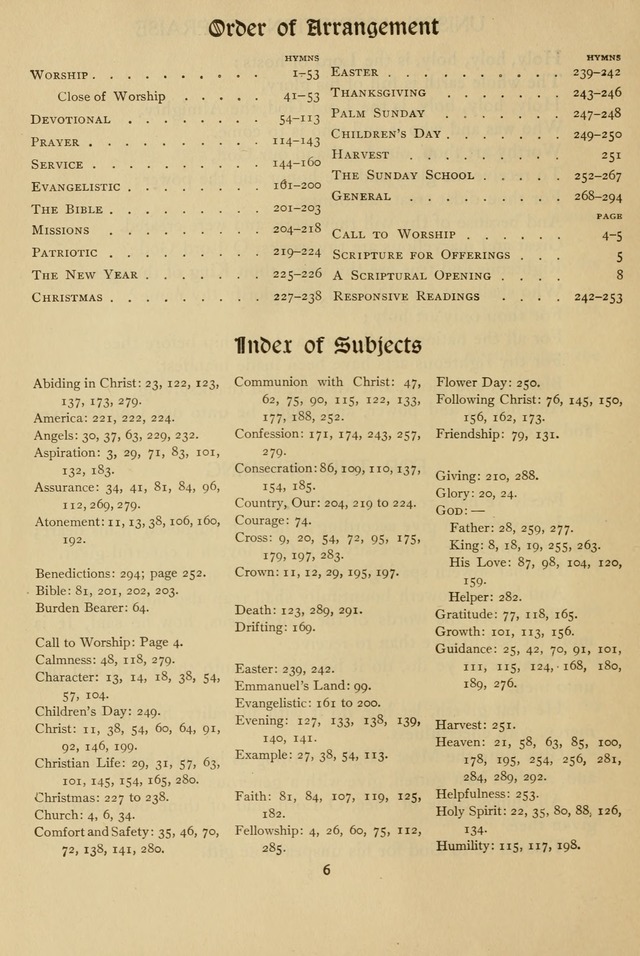 Order of Arrangement
HYMNS
WORSHIP . . . . . . . . . . 1–53
Close of Worship . . . . . 41–53
DEVOTIONAL . . . . . . . . 54–113
PRAYER . . . . . . . . . . 114–143
SERVICE . . . . . . . . . . 144–160
EVANGELISTIC . . . . . . . . 161–200
THE BIBLE . . . . . . . . . 201–203
MISSIONS . . . . . . . . . 204–218
PATRIOTIC . . . . . . . . . 219–224
THE NEW YEAR . . . . . . . 225–226
CHRISTMAS . . . . . . . . . 227–238
HYMNS
EASTER . . . . . . . . . . 239–242
THANKSGIVING . . . . . . . 243–246
PALM SUNDAY . . . . . . . 247–248
CHILDREN'S DAY . . . . . . . 249–250
HARVEST . . . . . . . . . 251
THE SUNDAY SCHOOL . . . . . 252–267
GENERAL . . . . . . . . . 268–294
PAGE
CALL TO WORSHIP . . . . . . 4–5
SCRIPTURE FOR OFFERINGS . . . 5
A SCRIPTURAL OPENING . . . . 8
RESPONSIVE READINGS . . . . 242–253
Index of Subjects
Abiding in Christ: 23, 122, 123,
137, 173, 279.
America: 221, 222, 224.
Angels: 30, 37, 63, 229, 232.
Aspiration: 3, 29, 71, 83, 101,
132, 183.
Assurance: 34, 41, 81, 84, 96,
112, 269, 279.
Atonement: 11, 13, 38, 106, 160,
192.
Benedictions: 294; page 252.
Bible: 81, 201, 202, 203.
Burden Bearer: 64.
Call to Worship: Page 4.
Calmness: 48, 118, 279.
Character: 13, 14, 18, 38, 54,
57, 104.
Children's Day: 249.
Christ: 11, 38, 54, 60, 64, 91,
92, 146, 199.
Christian Life: 29, 31, 57, 63,
101, 145, 154, 165, 280.
Christmas: 227 to 238.
Church: 4, 6, 34.
Comfort and Safety: 35, 46, 70,
72, 138, 141, 280.
Communion with Christ: 47,
62, 75, 90, 115, 122, 133,
177, 188, 252.
Confession: 171, 174, 243, 257,
279.
Consecration: 86, 109, 110, 137,
154, 185.
Country, Our: 204, 219 to 224.
Courage: 74.
Cross: 9, 20, 54, 72, 95, 175,
179, 197, 283.
Crown: 11, 12, 29, 195, 197.
Death: 123, 289, 291.
Drifting: 169.
Easter: 239, 242.
Emmanuel's Land: 99.
Evangelistic: 161 to 200.
Evening: 127, 133, 138, 139,
140, 141.
Example: 27, 38, 54, 113.
Faith: 81, 84, 107, 119, 125,
182.
Fellowship: 4, 26, 60, 75, 112,
285.
Flower Day: 250.
Following Christ: 76, 145, 150,
156, 162, 173.
Friendship: 79, 131.
Giving: 210, 288.
Glory: 20, 24.
GOD: —
Father: 28, 259, 277.
King: 8, 18, 19, 255, 263.
His Love: 87, 98, 104, 120,
159.
Helper: 282.
Gratitude: 77, 118, 165.
Growth: 101, 113, 156.
Guidance: 25, 42, 70, 91, 101,
111, 115, 124, 168, 180,
189, 276.
Harvest: 251.
Heaven: 21, 58, 63, 85, 100,
178, 195, 254, 256, 281,
284, 289, 292.
Helpfulness: 253.
Holy Spirit: 22, 35, 80, 88, 126,
134.
Humility: 115, 117, 198.
6